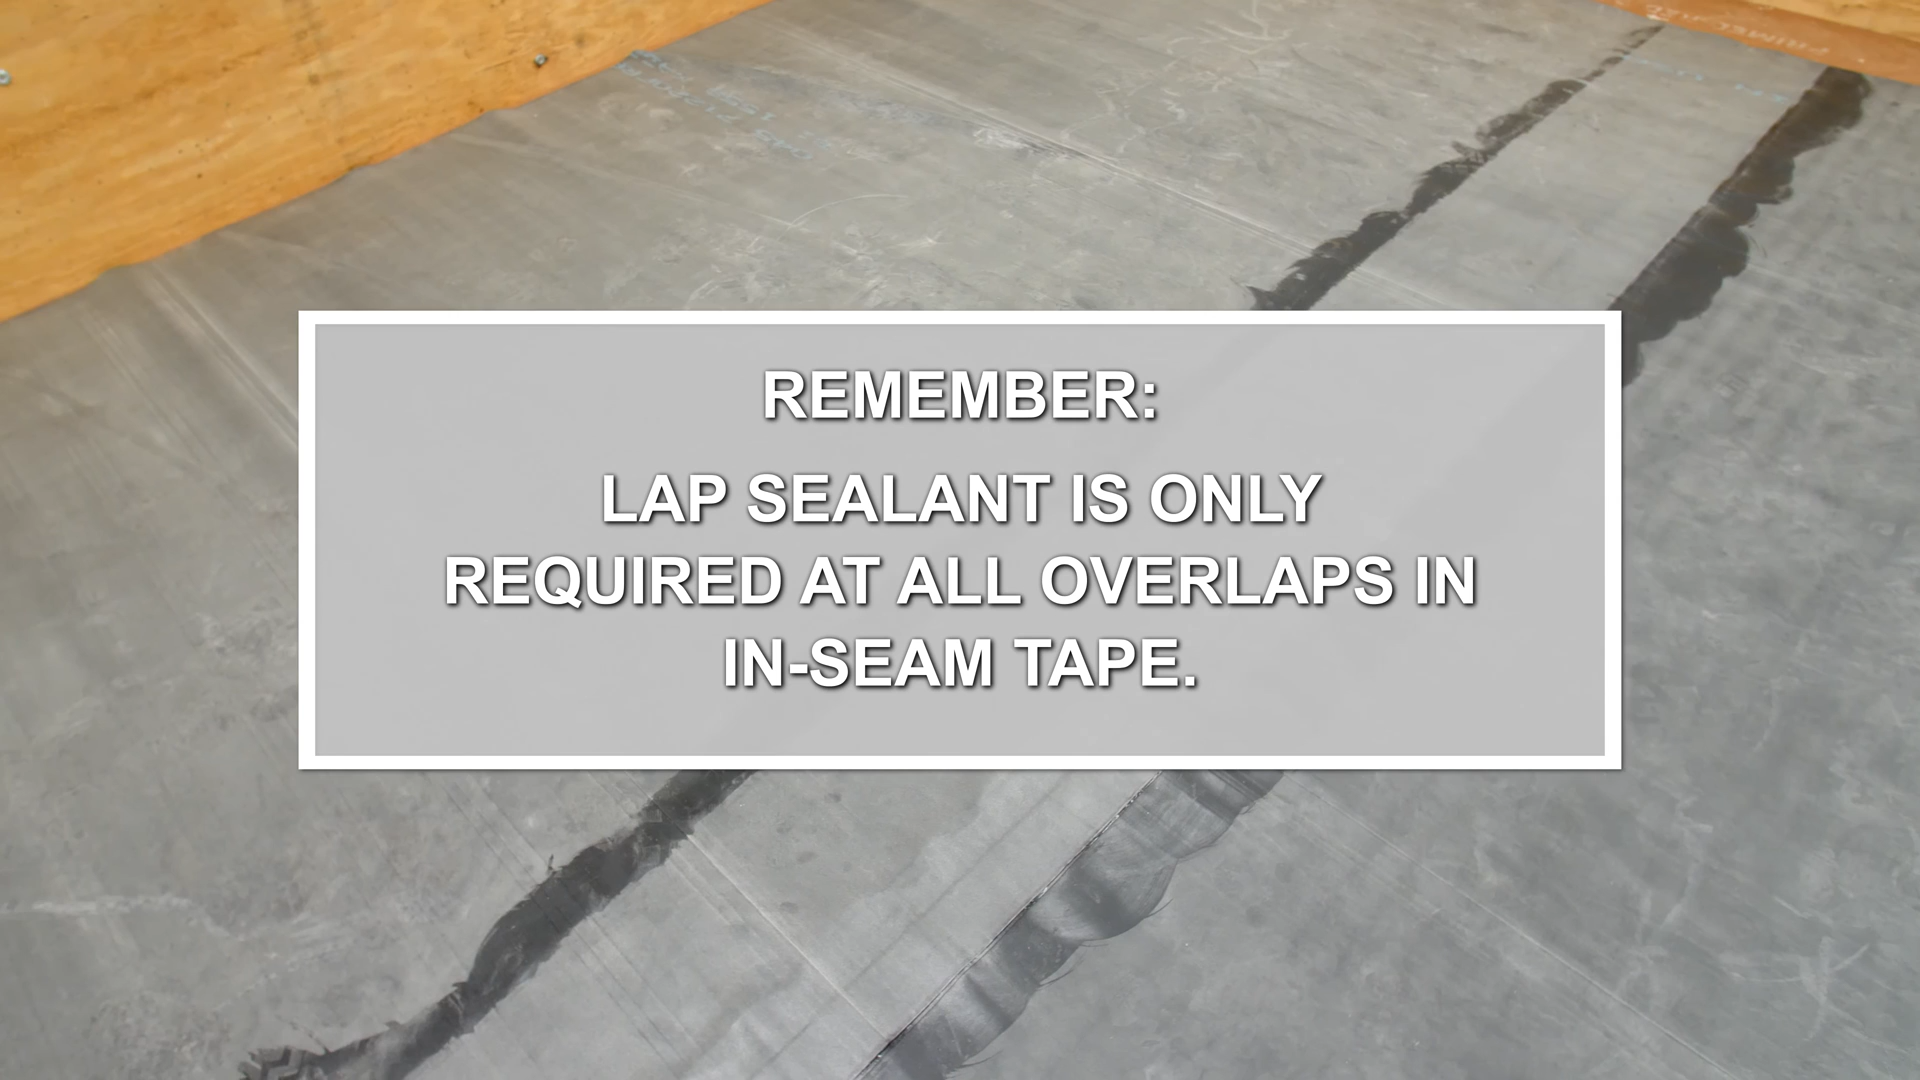 REMEMBER:
LAP SEALANT IS ONLY
REQUIRED AT ALL OVERLAPS IN
IN-SEAM TAPE.